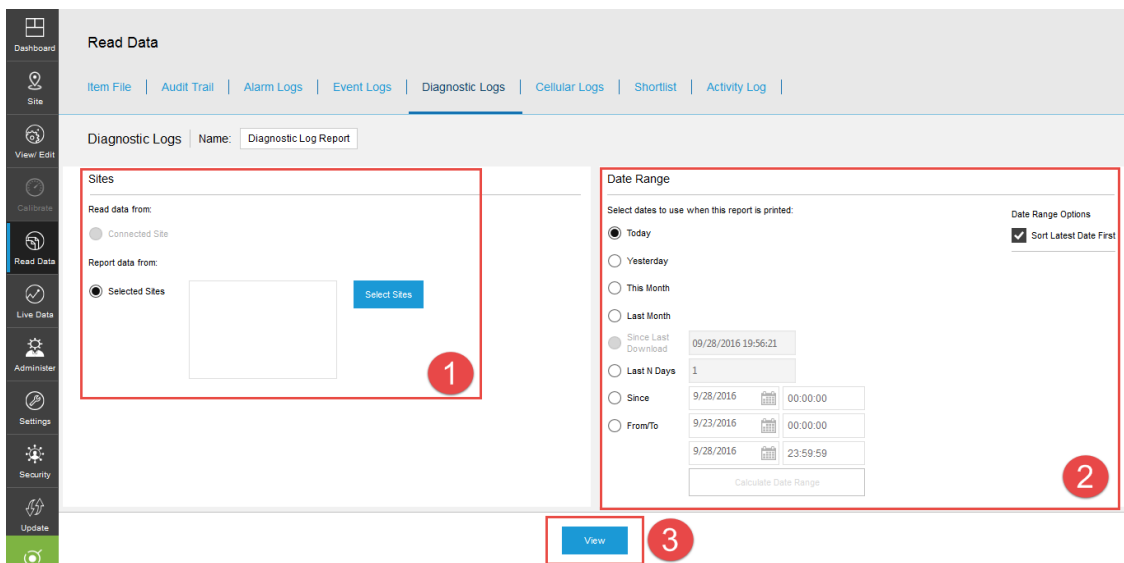 Dashboard
Site
View/ Edit
Calibrate
Read Data
Live Data
Administer
Settings
Security
Update
Read Data
Item File | Audit Trail | Alarm Logs | Event Logs | Diagnostic Logs | Cellular Logs | Shortlist | Activity Log |
Diagnostic Logs | Name: Diagnostic Log Report
Sites
Read data from:
Connected Site
Report data from:
Selected Sites
Select Sites
1
Date Range
Select dates to use when this report is printed:
Today
Yesterday
This Month
Last Month
Since Last
Download
09/28/2016 19:56:21
Last N Days 1
Since 9/28/2016 00:00:00
From/To 9/23/2016 00:00:00
9/28/2016 23:59:59
Calculate Date Range
Date Range Options
Sort Latest Date First
2
View
3